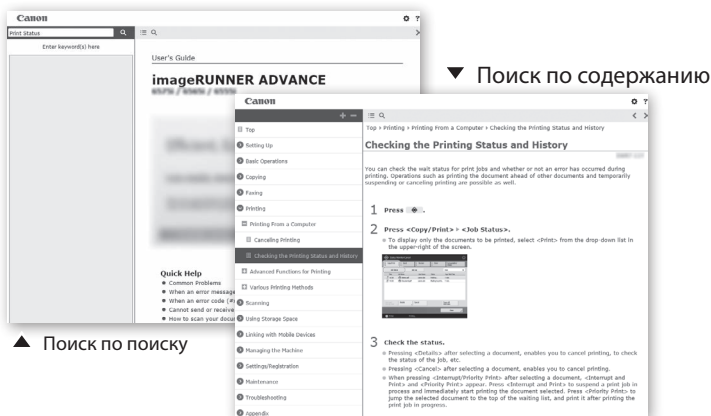 Canon
?
Print Status
Enter keyword(s) here
User's Guide
imageRUNNER ADVANCE
Quick Help
Common Problems
When an error message
When an error code [#
Cannot send or receive
How to scan your docu
▲ Поиск по поиску
▼ Поиск по содержанию
Canon
?
+ −
Top
Setting Up
Basic Operations
Copying
Faxing
Printing
Printing From a Computer
Canceling Printing
Checking the Printing Status and History
Advanced Functions for Printing
Various Printing Methods
Scanning
Using Storage Space
Linking with Mobile Devices
Managing the Machine
Settings/Registration
Maintenance
Troubleshooting
Appendix
Top > Printing > Printing From a Computer > Checking the Printing Status and History
Checking the Printing Status and History
You can check the wait status for print jobs and whether or not an error has occurred during
printing. Operations such as printing the document ahead of other documents and temporarily
suspending or canceling printing are possible as well.
1 Press .
2 Press <Copy/Print> ▶ <Job Status>.
To display only the documents to be printed, select <Print> from the drop-down list in
the upper-right of the screen.
3 Check the status.
Pressing <Details> after selecting a document, enables you to cancel printing, to check
the status of the job, etc.
Pressing <Cancel> after selecting a document, enables you to cancel printing.
When pressing <Interrupt/Priority Print> after selecting a document, <Interrupt and
Print> and <Priority Print> appear. Press <Interrupt and Print> to suspend a print job in
process and immediately start printing the document selected. Press <Priority Print> to
jump the selected document to the top of the waiting list, and print it after printing the
print job in progress.